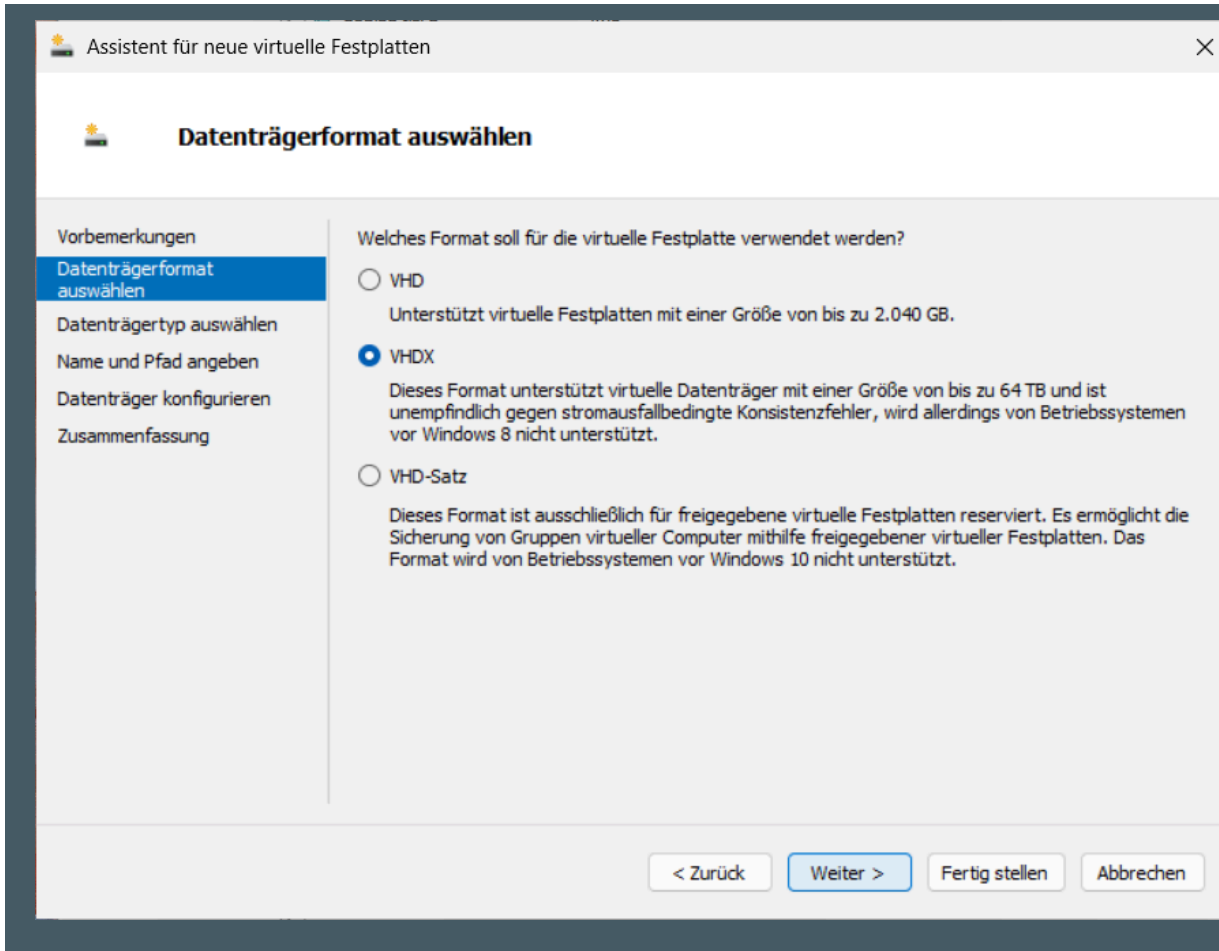 Assistent für neue virtuelle Festplatten
Datenträgerformat auswählen
Vorbemerkungen
Datenträgerformat
auswählen
Datenträgertyp auswählen
Name und Pfad angeben
Datenträger konfigurieren
Zusammenfassung
Welches Format soll für die virtuelle Festplatte verwendet werden?
VHD
Unterstützt virtuelle Festplatten mit einer Größe von bis zu 2.040 GB.
VHDX
Dieses Format unterstützt virtuelle Datenträger mit einer Größe von bis zu 64 TB und ist
unempfindlich gegen stromausfallbedingte Konsistenzfehler, wird allerdings von Betriebssystemen
vor Windows 8 nicht unterstützt.
VHD-Satz
Dieses Format ist ausschließlich für freigegebene virtuelle Festplatten reserviert. Es ermöglicht die
Sicherung von Gruppen virtueller Computer mithilfe freigegebener virtueller Festplatten. Das
Format wird von Betriebssystemen vor Windows 10 nicht unterstützt.
< Zurück
Weiter >
Fertig stellen
Abbrechen